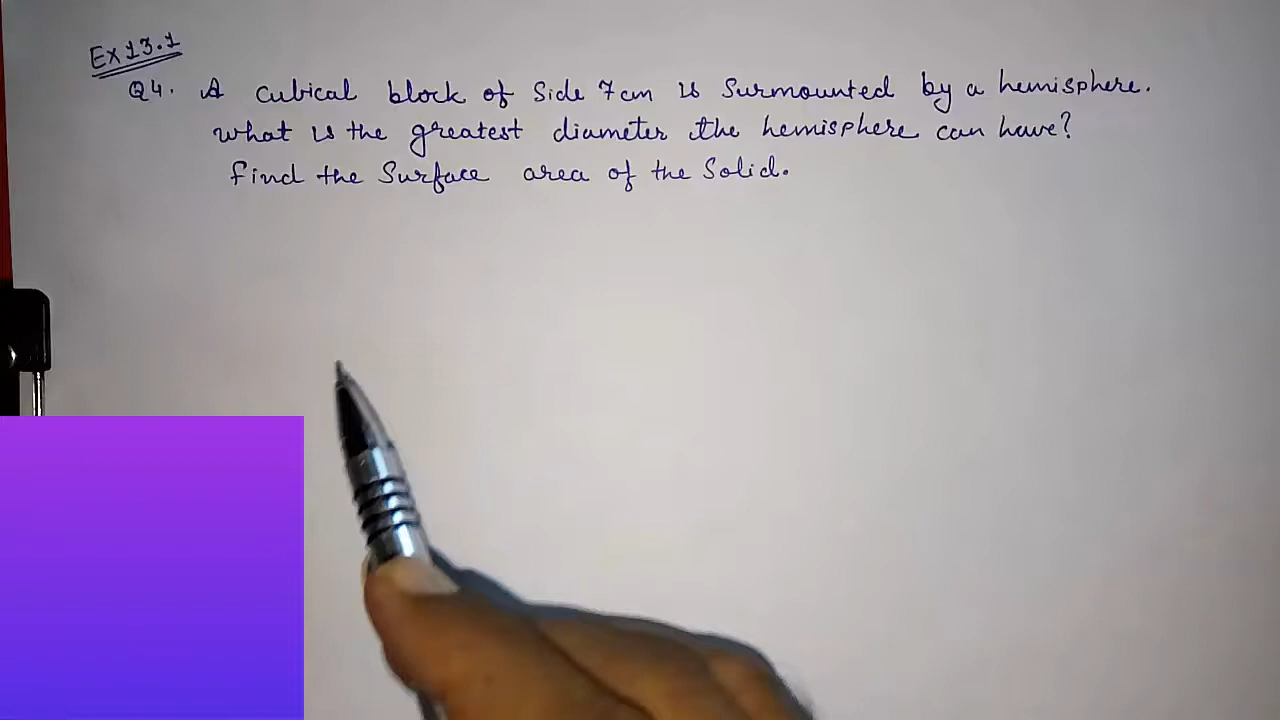 Ex 13.1
Q4. A cubical block of Side 7cm is Surmounted by a hemisphere.
what is the greatest diameter the hemisphere can have?
Find the Surface area of the Solid.